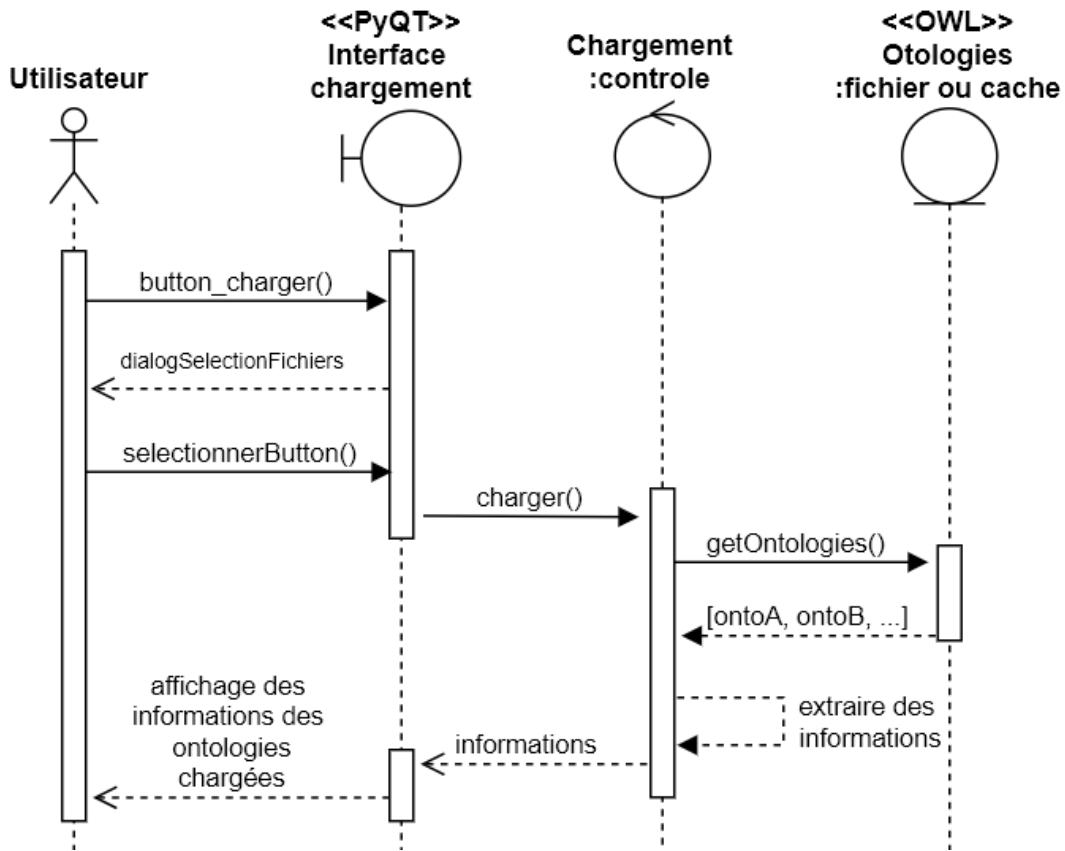 Utilisateur
<<PyQT>>
Interface
chargement
Chargement
:controle
<<OWL>>
Otologies
:fichier ou cache
button_charger()
dialogSelectionFichiers
selectionnerButton()
charger()
getOntologies()
[ontoA, ontoB, ...]
extraire des
informations
informations
affichage des
informations des
ontologies
chargées